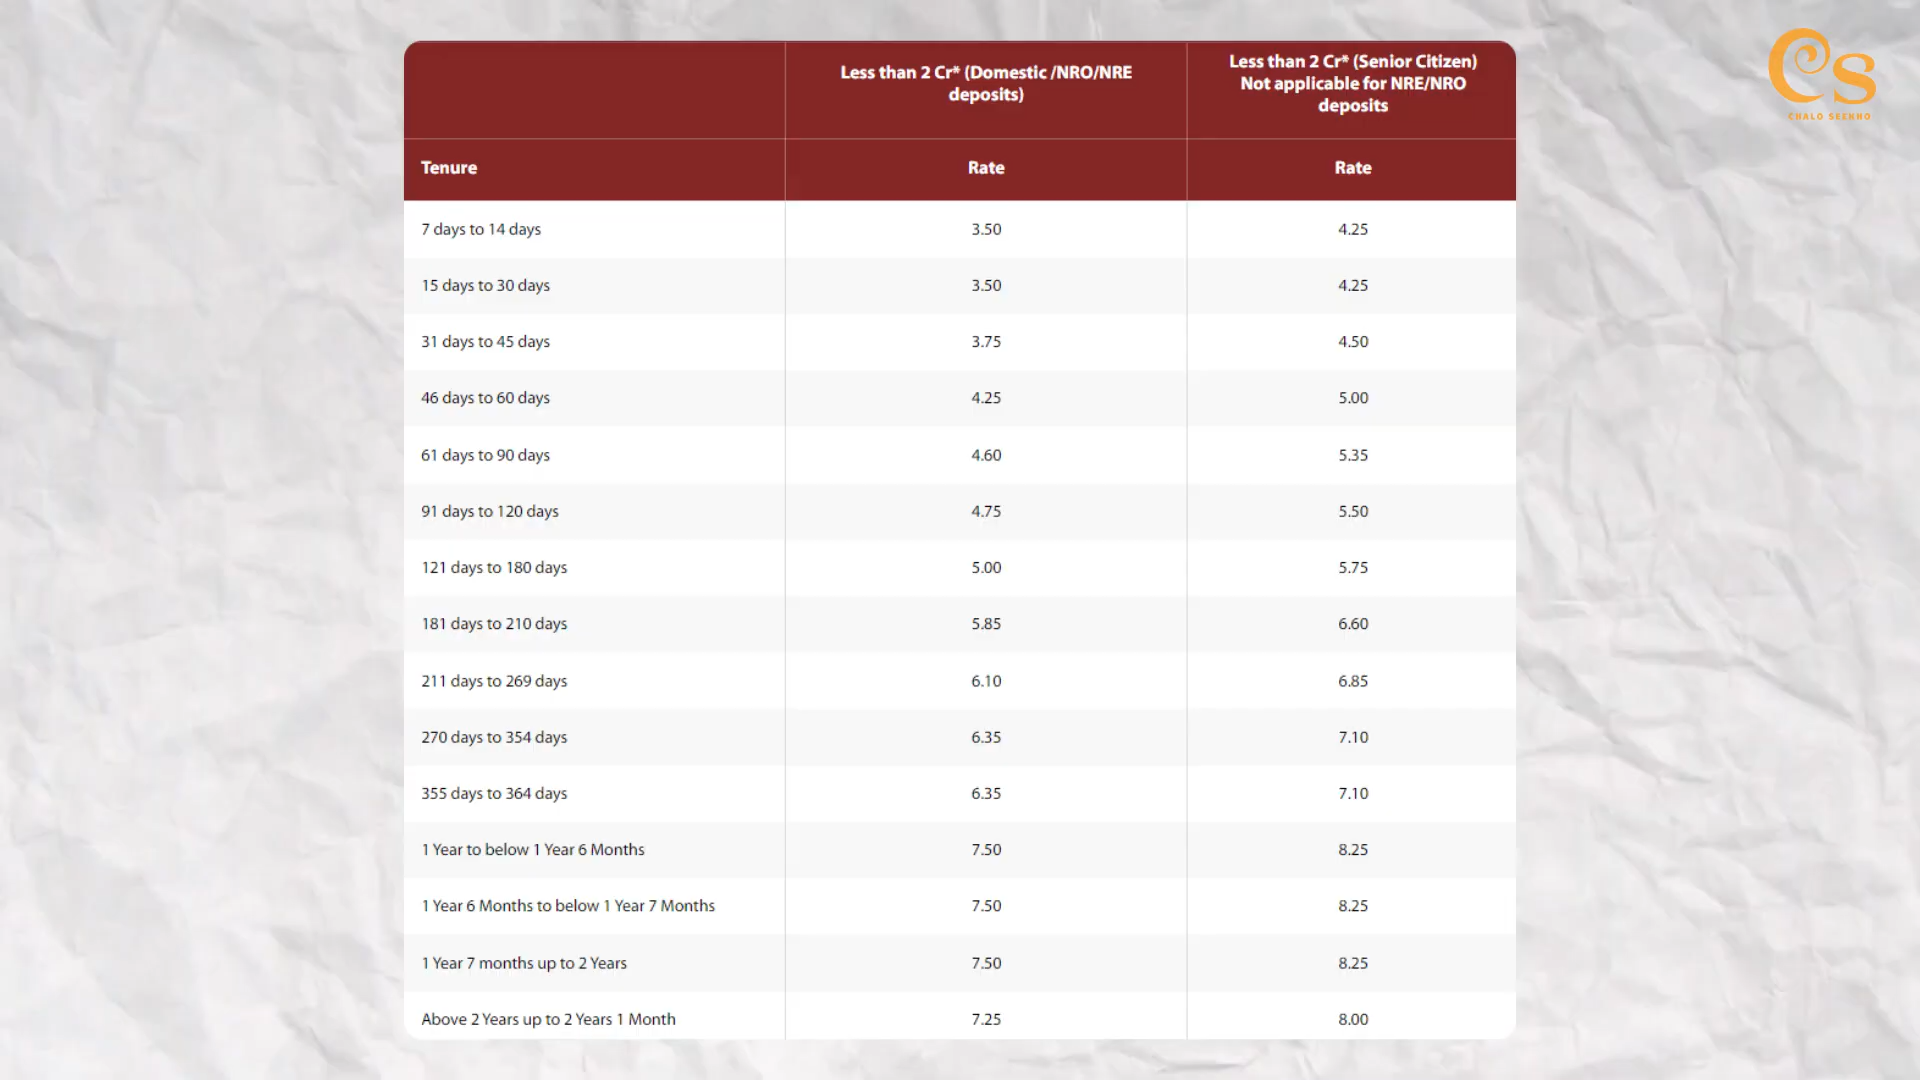 Less than 2 Cr* (Domestic /NRO/NRE
deposits)
Less than 2 Cr* (Senior Citizen)
Not applicable for NRE/NRO
deposits
Tenure Rate Rate
7 days to 14 days 3.50 4.25
15 days to 30 days 3.50 4.25
31 days to 45 days 3.75 4.50
46 days to 60 days 4.25 5.00
61 days to 90 days 4.60 5.35
91 days to 120 days 4.75 5.50
121 days to 180 days 5.00 5.75
181 days to 210 days 5.85 6.60
211 days to 269 days 6.10 6.85
270 days to 354 days 6.35 7.10
355 days to 364 days 6.35 7.10
1 Year to below 1 Year 6 Months 7.50 8.25
1 Year 6 Months to below 1 Year 7 Months 7.50 8.25
1 Year 7 months up to 2 Years 7.50 8.25
Above 2 Years up to 2 Years 1 Month 7.25 8.00
CS
CHALO SEEKHO